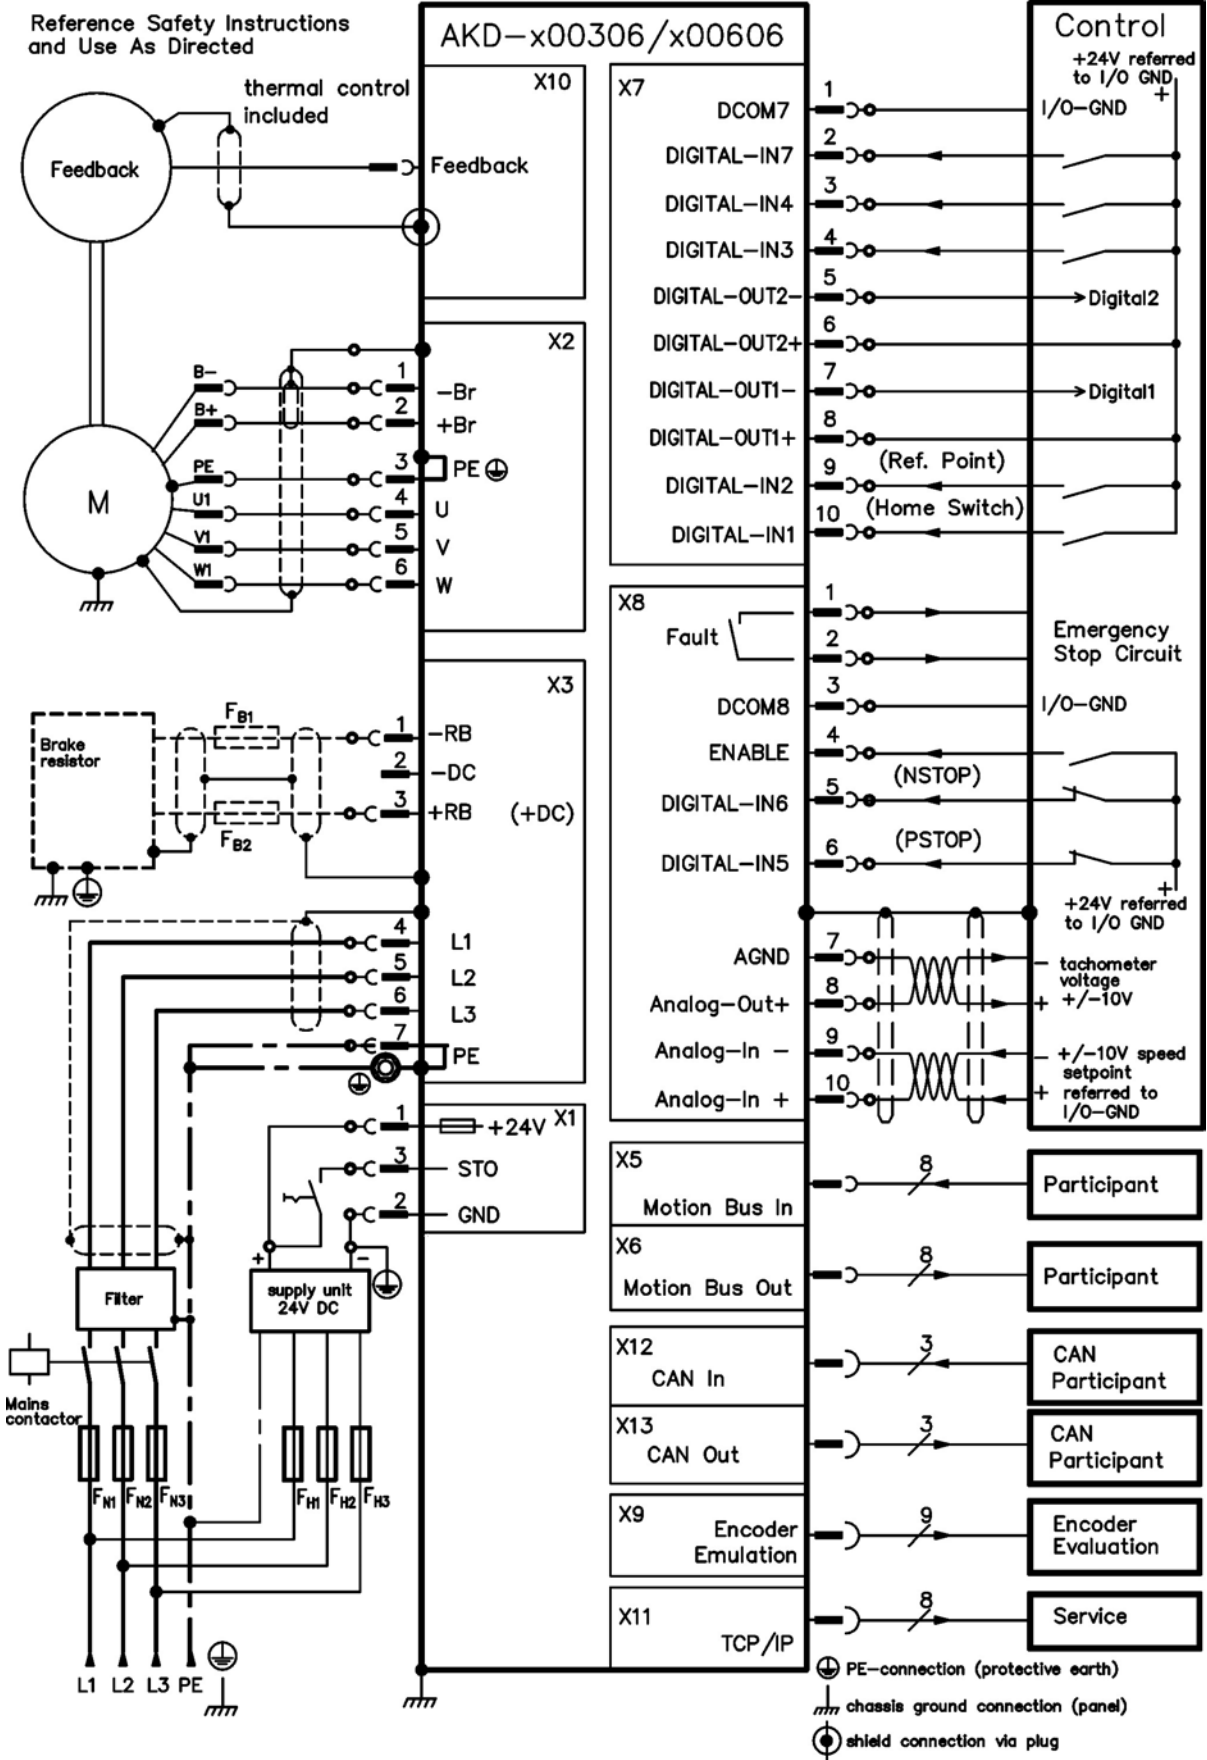 Reference Safety Instructions
and Use As Directed
AKD-x00306/x00606
Control
+24V referred
to I/O GND
+
thermal control
included
Feedback
X10
Feedback
X7
DCOM7
1
I/O-GND
DIGITAL-IN7
2
DIGITAL-IN4
3
DIGITAL-IN3
4
DIGITAL-OUT2-
5
Digital2
DIGITAL-OUT2+
6
DIGITAL-OUT1-
7
Digital1
DIGITAL-OUT1+
8
(Ref. Point)
DIGITAL-IN2
9
(Home Switch)
DIGITAL-IN1
10
X2
B-
1
-Br
B+
2
+Br
PE
3
PE
M
U1
4
U
V1
5
V
W1
6
W
X8
Fault
1
2
Emergency
Stop Circuit
DCOM8
3
I/O-GND
ENABLE
4
(NSTOP)
DIGITAL-IN6
5
(PSTOP)
DIGITAL-IN5
6
+
+24V referred
to I/O GND
AGND
7
- tachometer
voltage
Analog-Out+
8
+ +/-10V
Analog-In -
9
- +/-10V speed
setpoint
Analog-In +
10
+ referred to
I/O-GND
X3
Brake
resistor
FB1
1
-RB
2
-DC
FB2
3
+RB
(+DC)
4
L1
5
L2
6
L3
7
PE
X1
1
+24V
3
STO
2
GND
+
-
supply unit
24V DC
Filter
Mains
contactor
FN1
FN2
FN3
FH1
FH2
FH3
L1
L2
L3
PE
X5
Motion Bus In
8
Participant
X6
Motion Bus Out
8
Participant
X12
CAN In
3
CAN
Participant
X13
CAN Out
3
CAN
Participant
X9
Encoder
Emulation
9
Encoder
Evaluation
X11
TCP/IP
8
Service
PE-connection (protective earth)
chassis ground connection (panel)
shield connection via plug